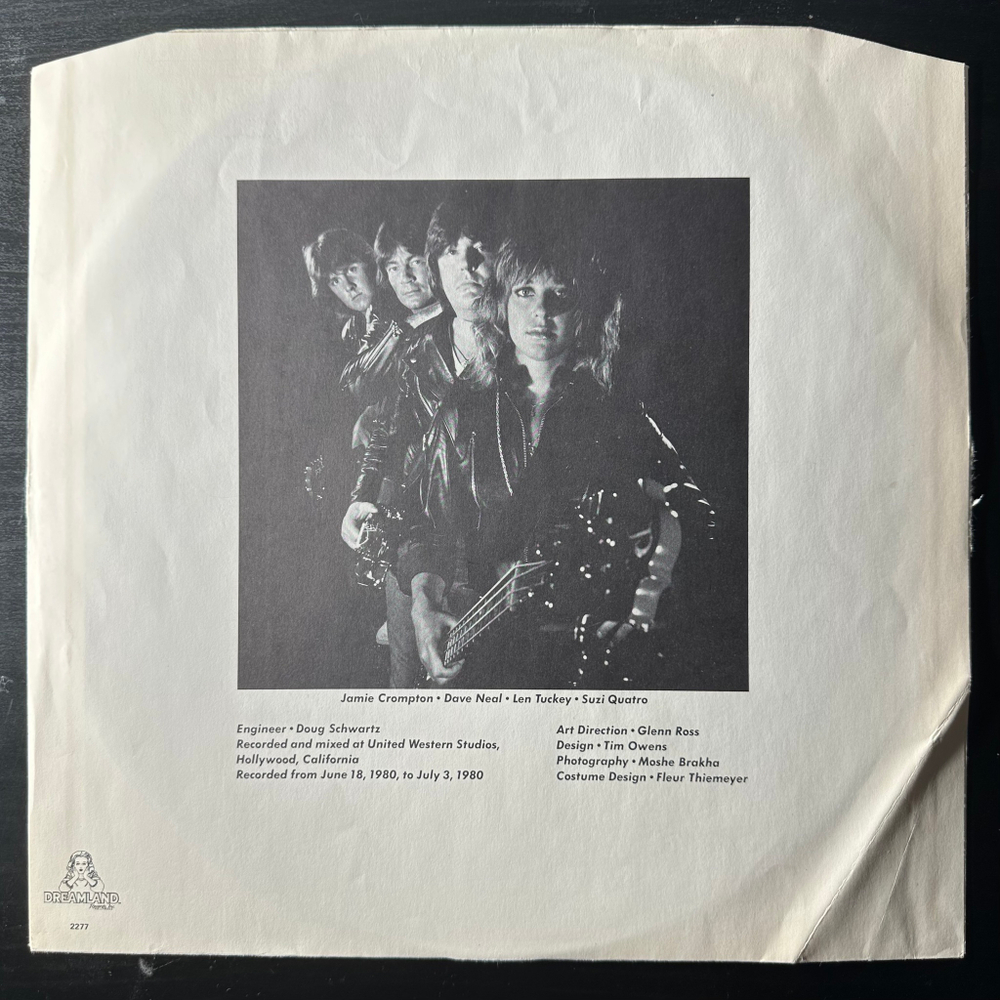 Jamie Crompton • Dave Neal • Len Tuckey • Suzi Quatro
Engineer • Doug Schwartz
Recorded and mixed at United Western Studios,
Hollywood, California
Recorded from June 18, 1980, to July 3, 1980
Art Direction • Glenn Ross
Design • Tim Owens
Photography • Moshe Brakha
Costume Design • Fleur Thiemeyer
DREAMLAND
2277